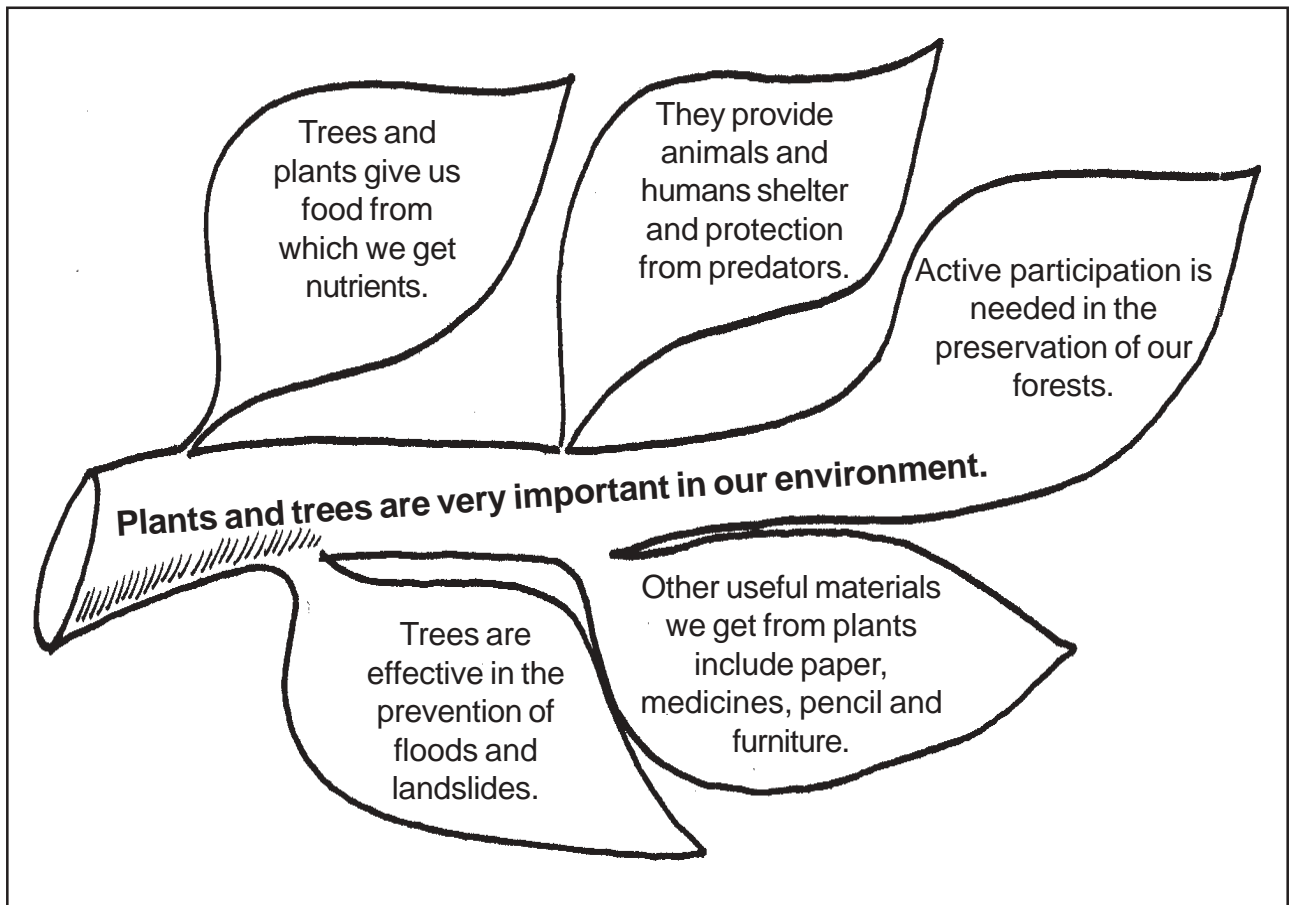 Trees and
plants give us
food from
which we get
nutrients.
They provide
animals and
humans shelter
and protection
from predators.
Active participation is
needed in the
preservation of our
forests.
Plants and trees are very important in our environment.
Trees are
effective in the
prevention of
floods and
landslides.
Other useful materials
we get from plants
include paper,
medicines, pencil and
furniture.